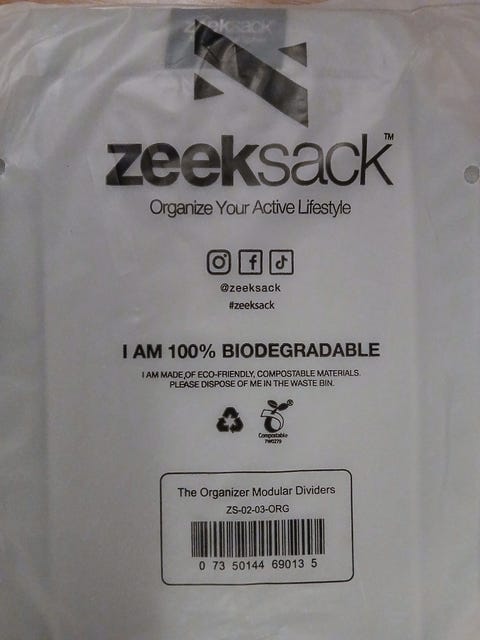 zeeksack
zeeksack™
Organize Your Active Lifestyle
@zeeksack
#zeeksack
I AM 100% BIODEGRADABLE
I AM MADE OF ECO-FRIENDLY, COMPOSTABLE MATERIALS.
PLEASE DISPOSE OF ME IN THE WASTE BIN.
Compostable
The Organizer Modular Dividers
ZS-02-03-ORG
0 73 50144 69013 5